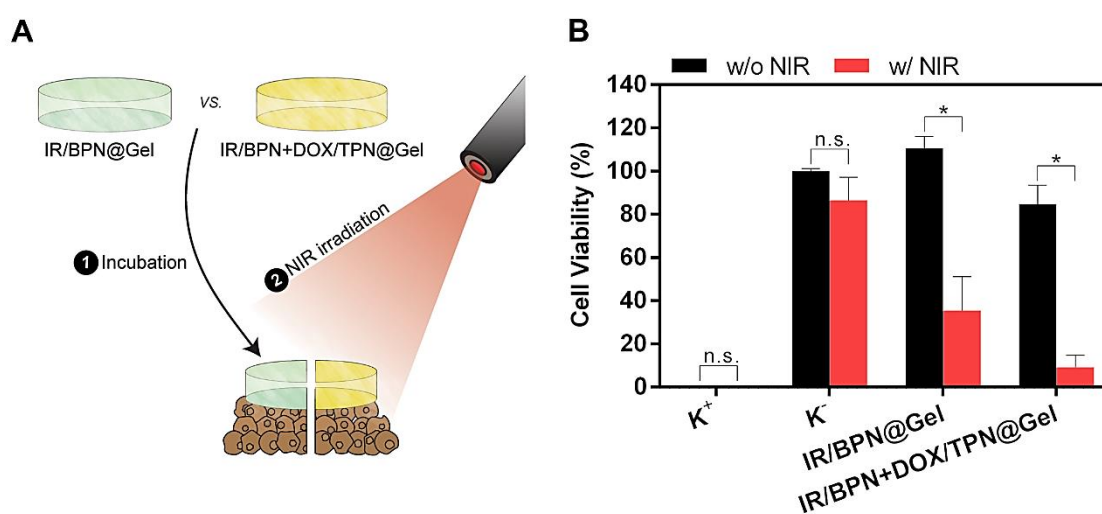 A
IR/BPN@Gel
vs.
IR/BPN+DOX/TPN@Gel
1 Incubation
2 NIR irradiation
B
w/o NIR
w/ NIR
Cell Viability (%)
140
120
100
80
60
40
20
0
n.s.
n.s.
*
*
K⁺
K⁻
IR/BPN@Gel
IR/BPN+DOX/TPN@Gel